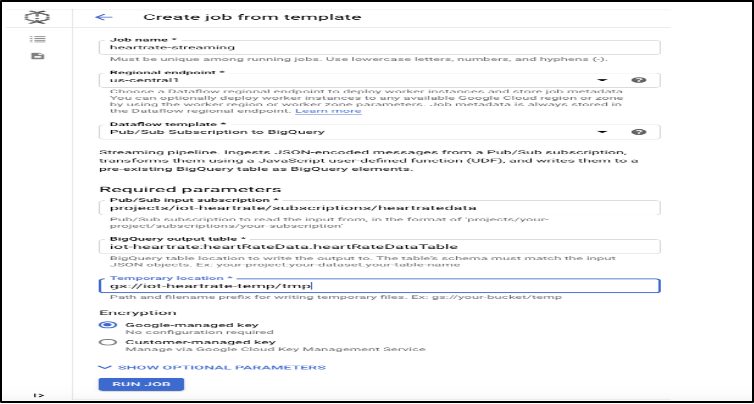 Create job from template
Job name *
heartrate-streaming
Must be unique among running jobs. Use lowercase letters, numbers, and hyphens (-).
Regional endpoint *
us-central1
Choose a Dataflow regional endpoint to deploy worker instances and store job metadata.
You can optionally deploy worker instances to any available Google Cloud region or zone
by using the worker region or worker zone parameters. Job metadata is always stored in
the Dataflow regional endpoint. Learn more
Dataflow template *
Pub/Sub Subscription to BigQuery
Streaming pipeline. Ingests JSON-encoded messages from a Pub/Sub subscription,
transforms them using a JavaScript user-defined function (UDF), and writes them to a
pre-existing BigQuery table as BigQuery elements.
Required parameters
Pub/Sub input subscription *
projects/iot-heartrate/subscriptions/heartratedata
Pub/Sub subscription to read the input from, in the format of 'projects/your-
project/subscriptions/your-subscription'
BigQuery output table *
iot-heartrate:heartRateData.heartRateDataTable
BigQuery table location to write the output to. The table's schema must match the input
JSON objects. Ex: your-project:your-dataset.your-table-name
Temporary location *
gs://iot-heartrate-temp/tmp
Path and filename prefix for writing temporary files. Ex: gs://your-bucket/temp
Encryption
Google-managed key
No configuration required
Customer-managed key
Manage via Google Cloud Key Management Service
SHOW OPTIONAL PARAMETERS
RUN JOB